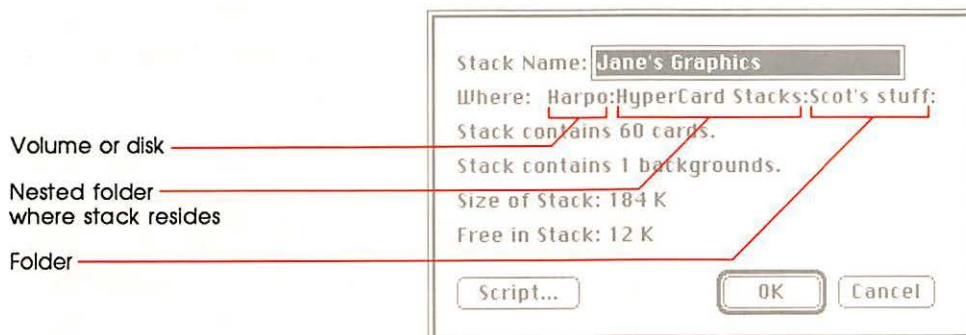 Stack Name: Jane's Graphics
Where: Harpo:HyperCard Stacks:Scot's stuff:
Stack contains 60 cards.
Stack contains 1 backgrounds.
Size of Stack: 184 K
Free in Stack: 12 K
Script...
OK
Cancel
Volume or disk
Nested folder
where stack resides
Folder